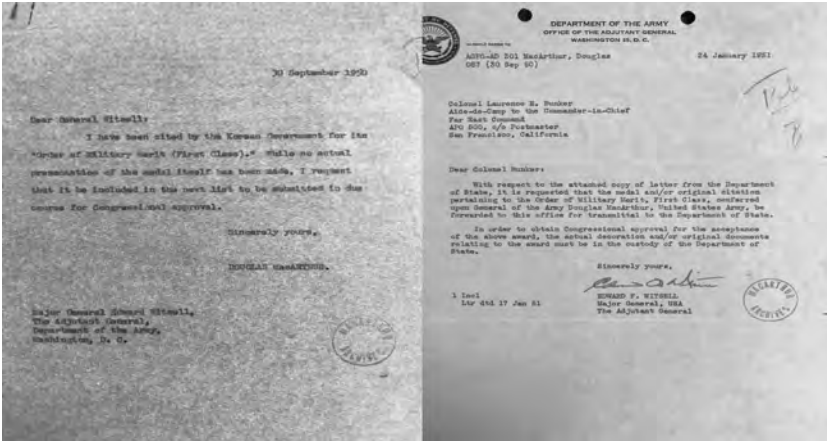 30 September 1950
Dear General Witsell:
I have been cited by the Korean Government for its
"Order of Military Merit (First Class)." While no actual
presentation of the medal itself has been made, I request
that it be included in the next list to be submitted in due
course for Congressional approval.
Sincerely yours,
DOUGLAS MacARTHUR.
Major General Edward Witsell,
The Adjutant General,
Department of the Army,
Washington, D. C.
MACARTHUR
ARCHIVES
DEPARTMENT OF THE ARMY
OFFICE OF THE ADJUTANT GENERAL
WASHINGTON 25, D. C.
IN REPLY REFER TO
AGPO-AD 201 MacArthur, Douglas
24 January 1951
Colonel Laurence E. Bunker
Aide-de-Camp to the Commander-in-Chief
Far East Command
APO 500, c/o Postmaster
San Francisco, California
Dear Colonel Bunker:
With respect to the attached copy of letter from the Department
of State, it is requested that the medal and/or original citation
pertaining to the Order of Military Merit, First Class, conferred
upon General of the Army Douglas MacArthur, United States Army, be
forwarded to this office for transmittal to the Department of State.
In order to obtain Congressional approval for the acceptance
of the above award, the actual decoration and/or original documents
relating to the award must be in the custody of the Department of
State.
Sincerely yours,
1 Incl
Ltr dtd 17 Jan 51
EDWARD F. WITSELL
Major General, USA
The Adjutant General
MACARTHUR
ARCHIVES